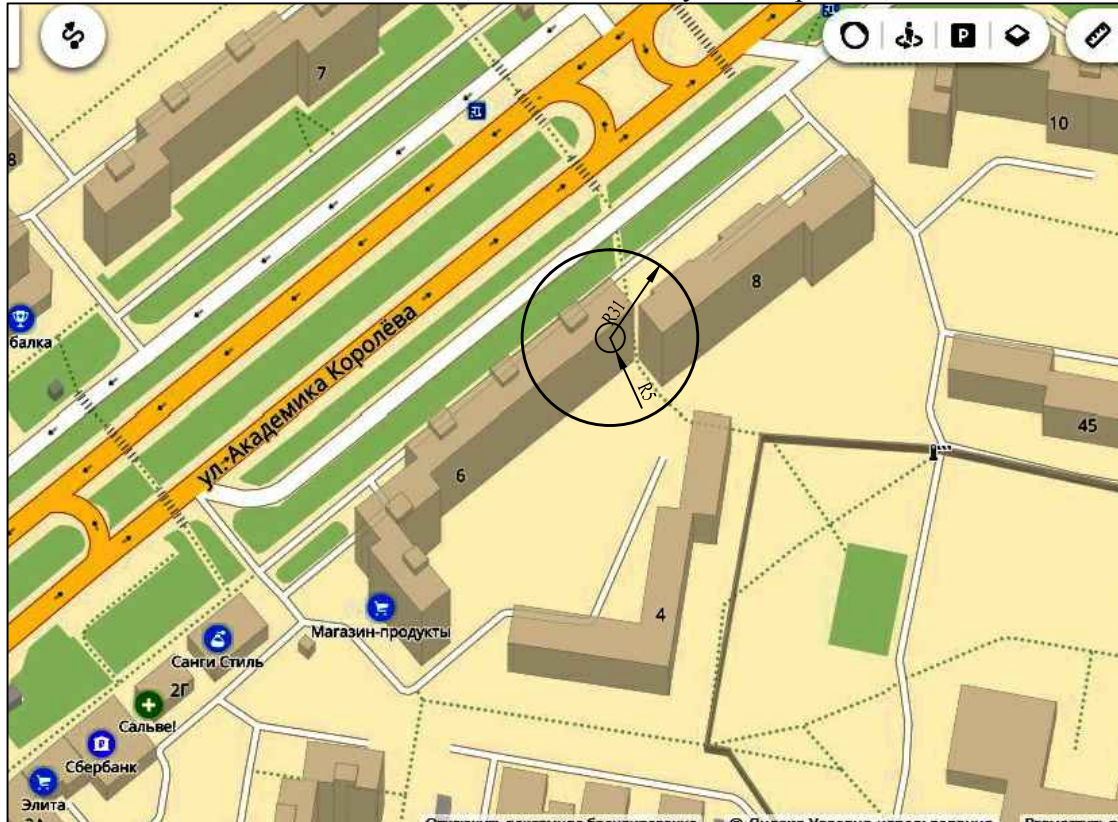 P
7
10
8
балка
R31
8
R5
ул. Академика Королёва
45
6
4
Магазин-продукты
Санги Стиль
2Г
Сальве!
Сбербанк
Элита